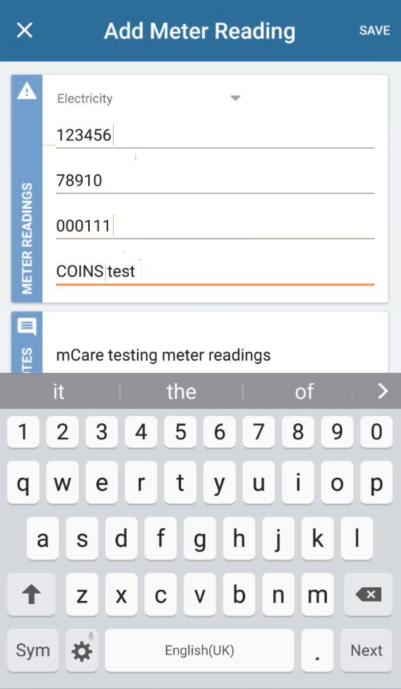 Add Meter Reading SAVE
Electricity
123456
78910
000111
COINS test
METER READINGS
mCare testing meter readings
TES
it the of
1 2 3 4 5 6 7 8 9 0
q w e r t y u i o p
a s d f g h j k l
z x c v b n m
Sym English(UK) . Next